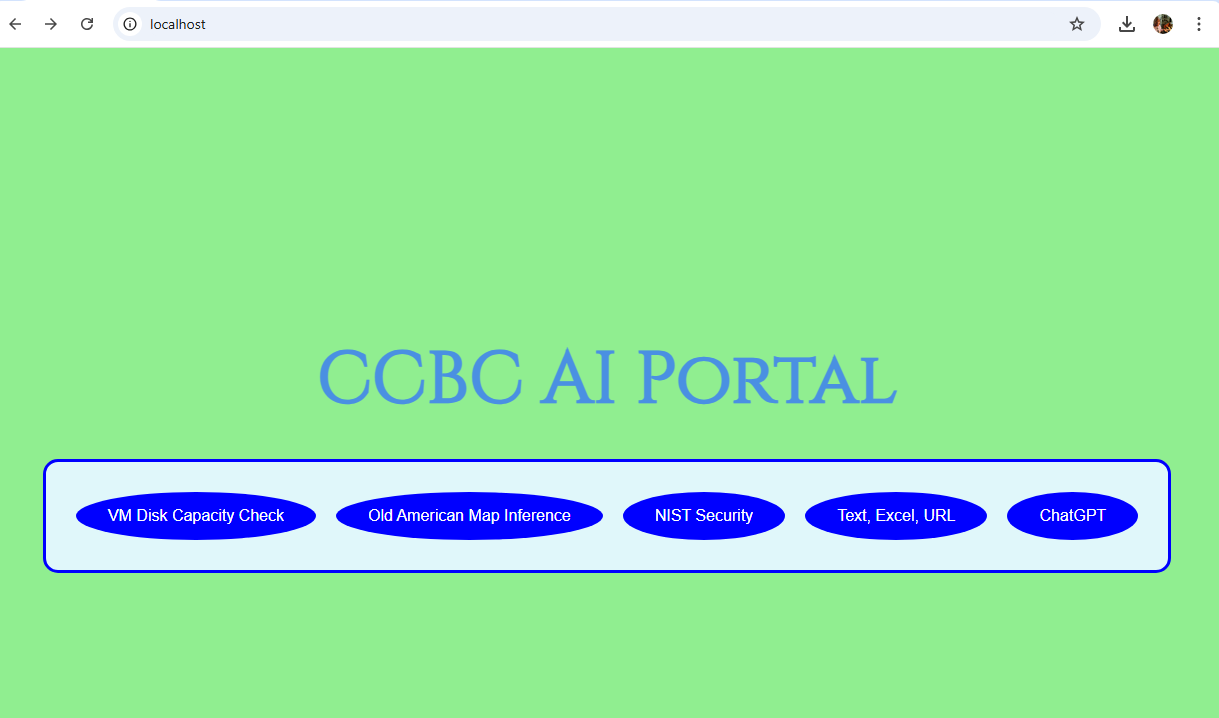 localhost
CCBC AI Portal
VM Disk Capacity Check
Old American Map Inference
NIST Security
Text, Excel, URL
ChatGPT